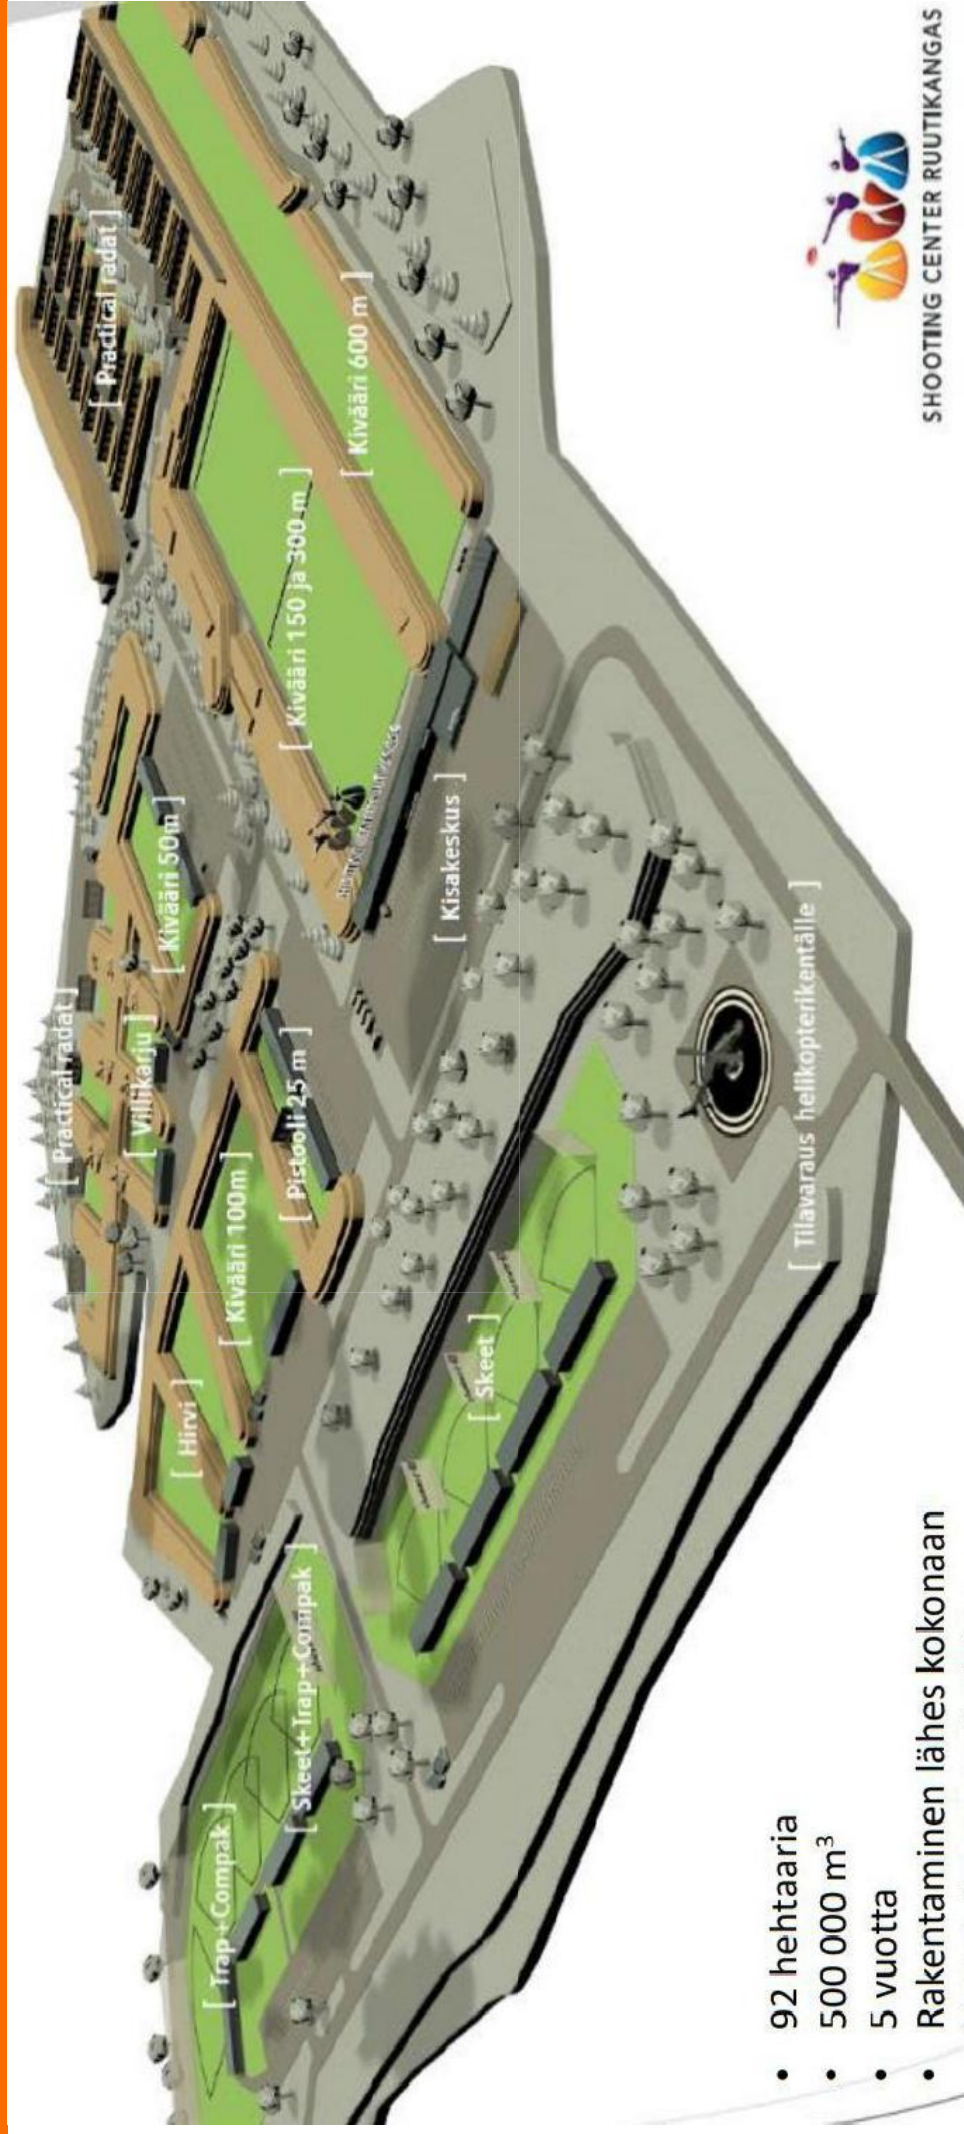 [ Practical radat ]
[ Practical radat ]
[ Villikarju ]
[ Kivääri 50m ]
[ Hirvi ]
[ Kivääri 100m ]
[ Pistooli 25 m ]
[ Kivääri 150 ja 300 m ]
[ Kivääri 600 m ]
[ Trap+Compak ]
[ Skeet+Trap+Compak ]
[ Kisakeskus ]
[ Skeet ]
[ Tilavaraus helikopterikentälle ]
• 92 hehtaaria
• 500 000 m³
• 5 vuotta
• Rakentaminen lähes kokonaan
SHOOTING CENTER RUUTIKANGAS